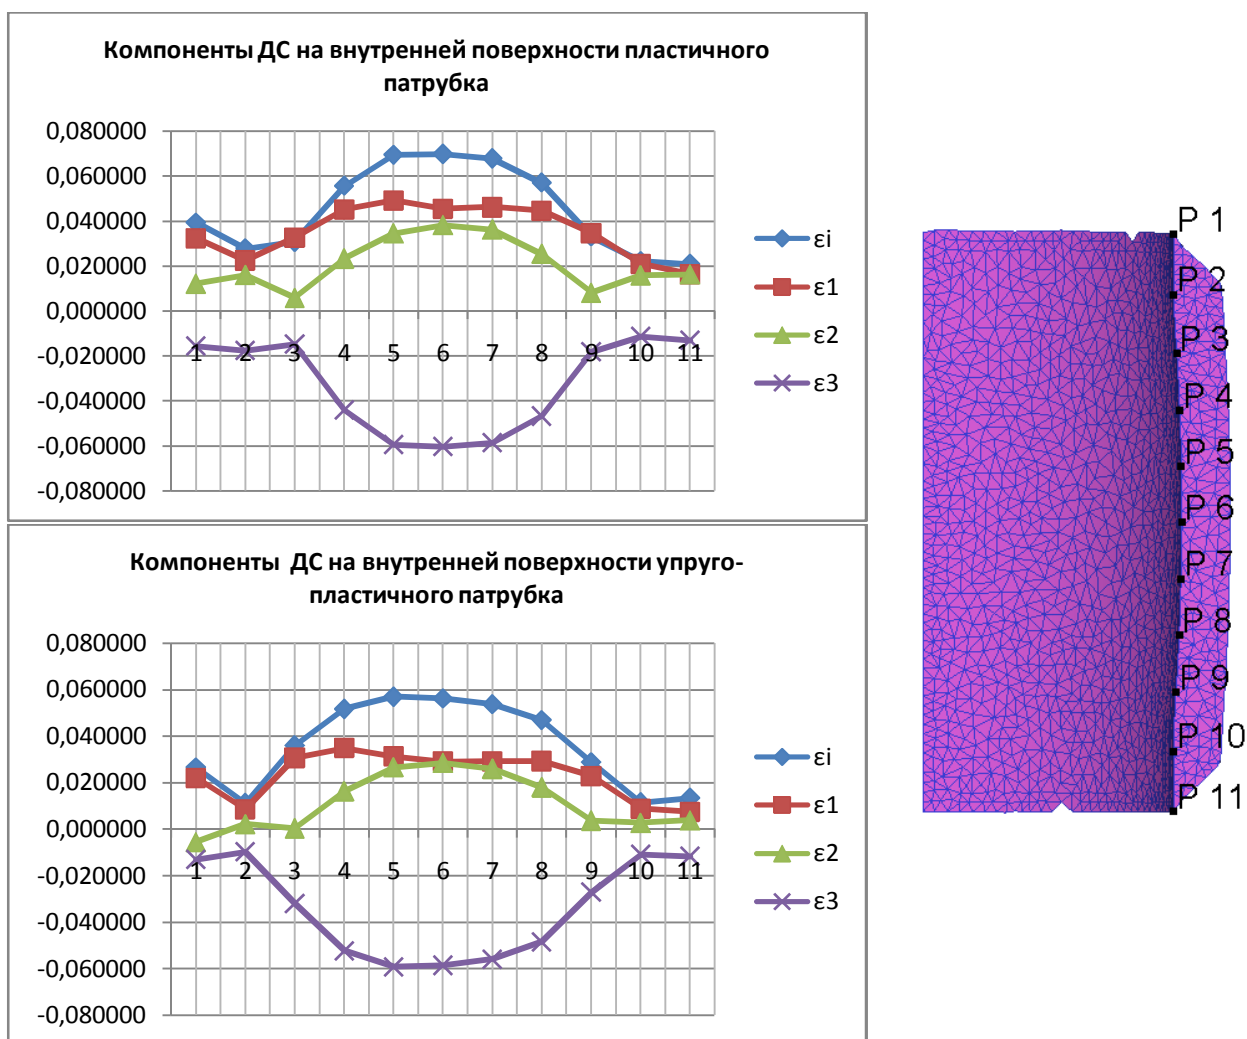 Компоненты ДС на внутренней поверхности пластичного
патрубка
0,080000
0,060000
0,040000
0,020000
0,000000
-0,020000
-0,040000
-0,060000
-0,080000
1 2 3 4 5 6 7 8 9 10 11
εi
ε1
ε2
ε3
Компоненты ДС на внутренней поверхности упруго-
пластичного патрубка
0,080000
0,060000
0,040000
0,020000
0,000000
-0,020000
-0,040000
-0,060000
-0,080000
1 2 3 4 5 6 7 8 9 10 11
εi
ε1
ε2
ε3
P 1
P 2
P 3
P 4
P 5
P 6
P 7
P 8
P 9
P 10
P 11